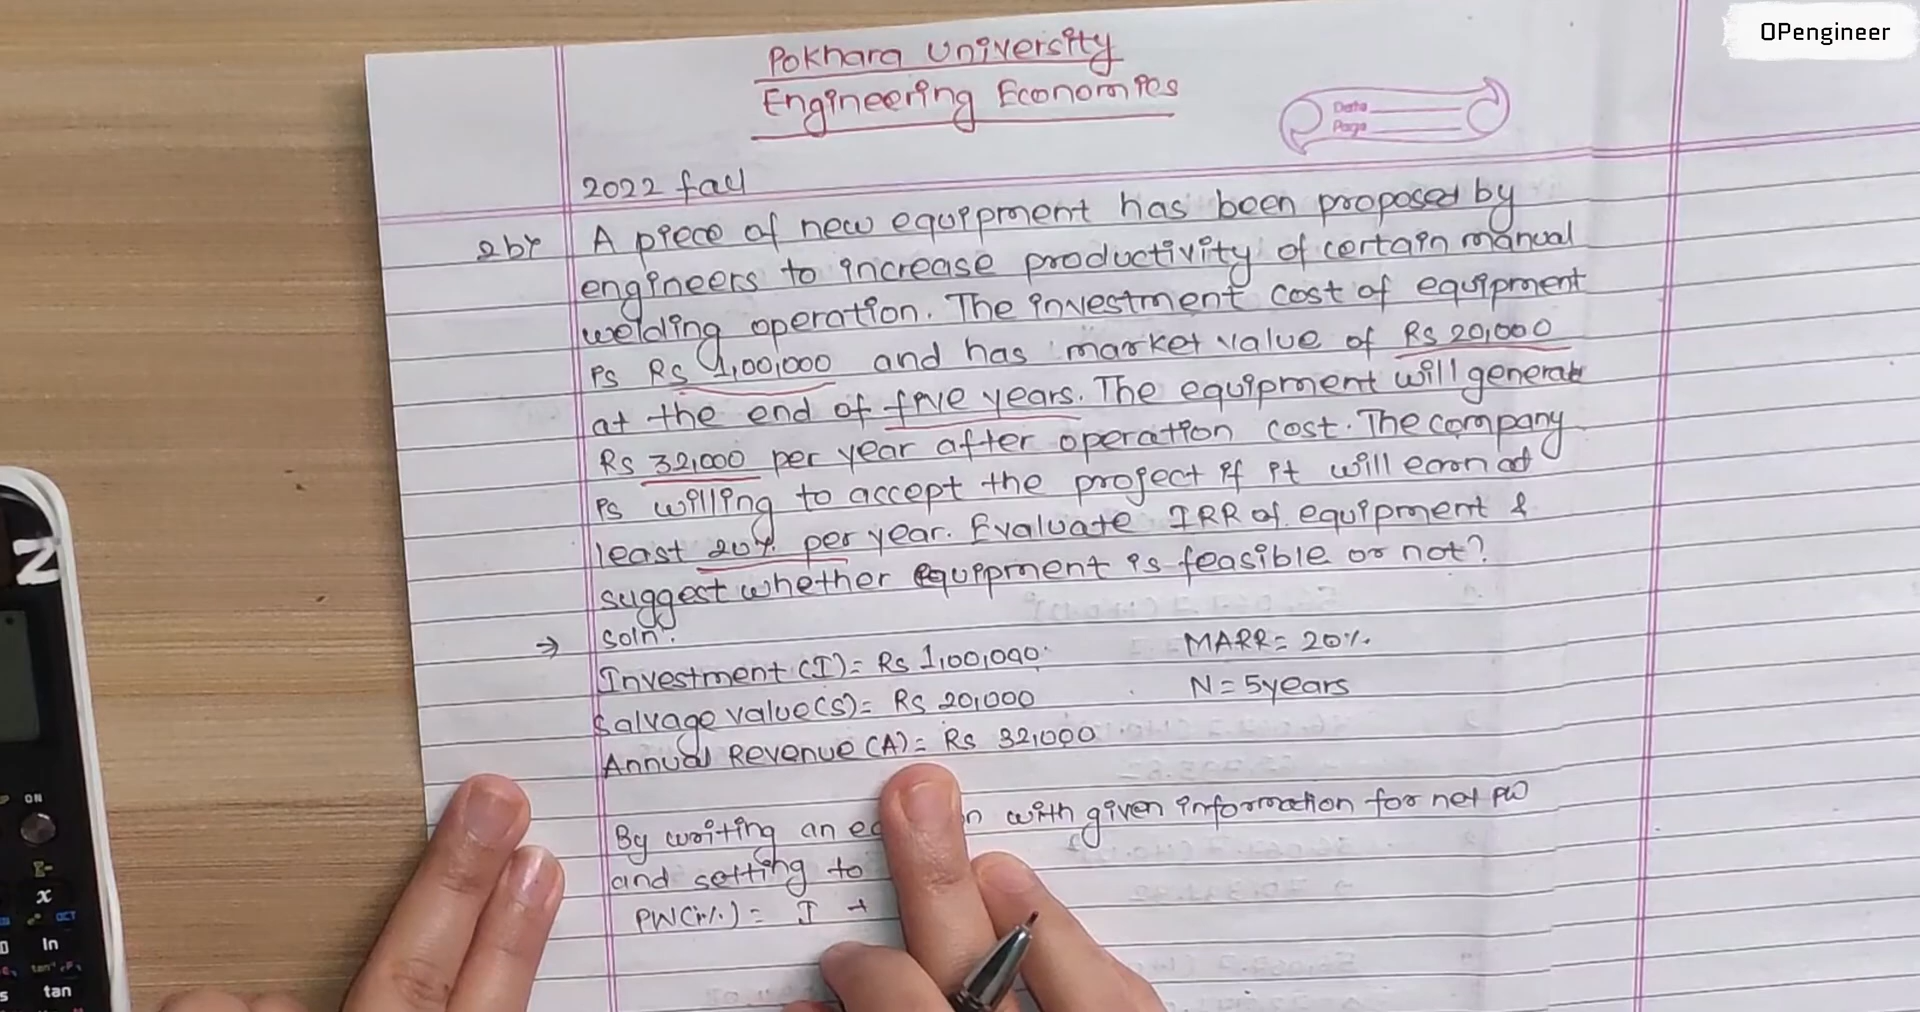 OPengineer
Pokhara University
Engineering Economics
Date
Page
2022 fall
2b)
A piece of new equipment has been proposed by
engineers to increase productivity of certain manual
welding operation. The investment cost of equipment
is Rs 1,00,000 and has market value of Rs 20,000
at the end of five years. The equipment will generate
Rs 32,000 per year after operation cost. The company
is willing to accept the project if it will earn at
least 20% per year. Evaluate IRR of equipment &
suggest whether equipment is feasible or not?
→ Soln:
Investment (I) = Rs 1,00,000. MARR = 20%.
Salvage value(s) = Rs 20,000 N = 5years
Annual Revenue (A) = Rs 32,000
By writing an n with given information for net PW
and setting to
PW(i%) = I +
ON
x
OCT
ln
tan⁻¹
tan